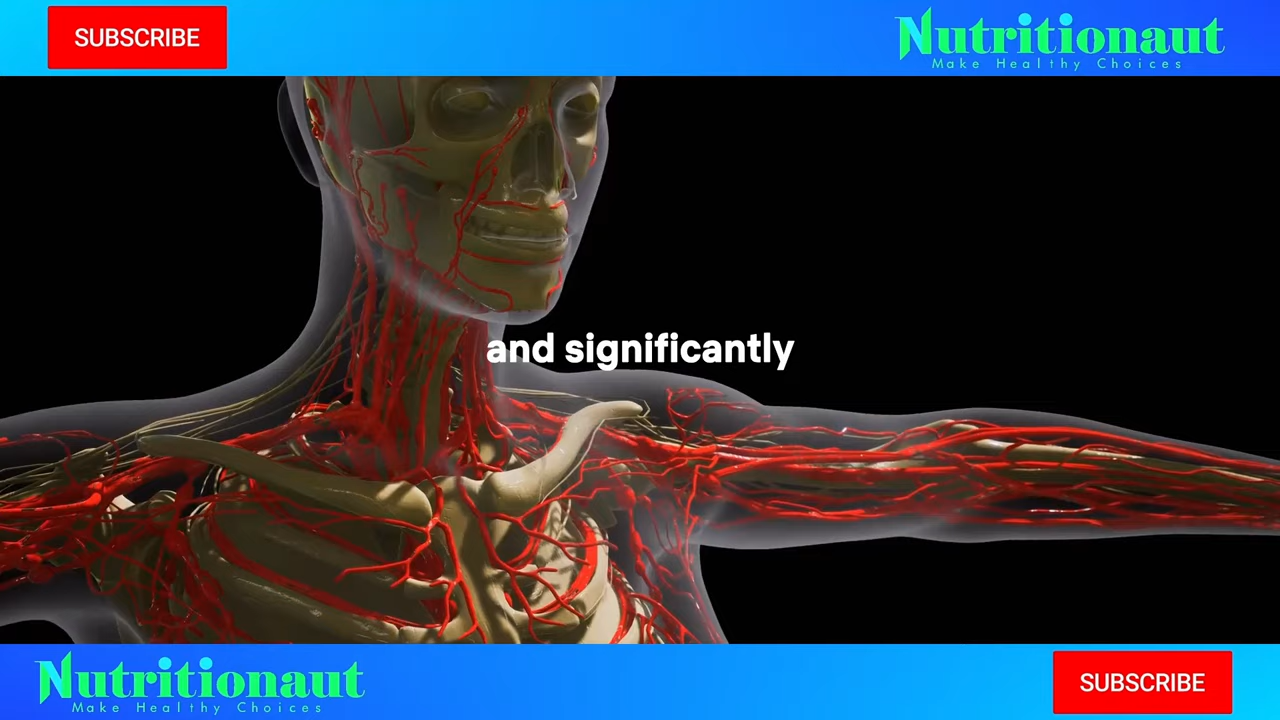 SUBSCRIBE
Nutritionaut
Make Healthy Choices
and significantly
Nutritionaut
Make Healthy Choices
SUBSCRIBE